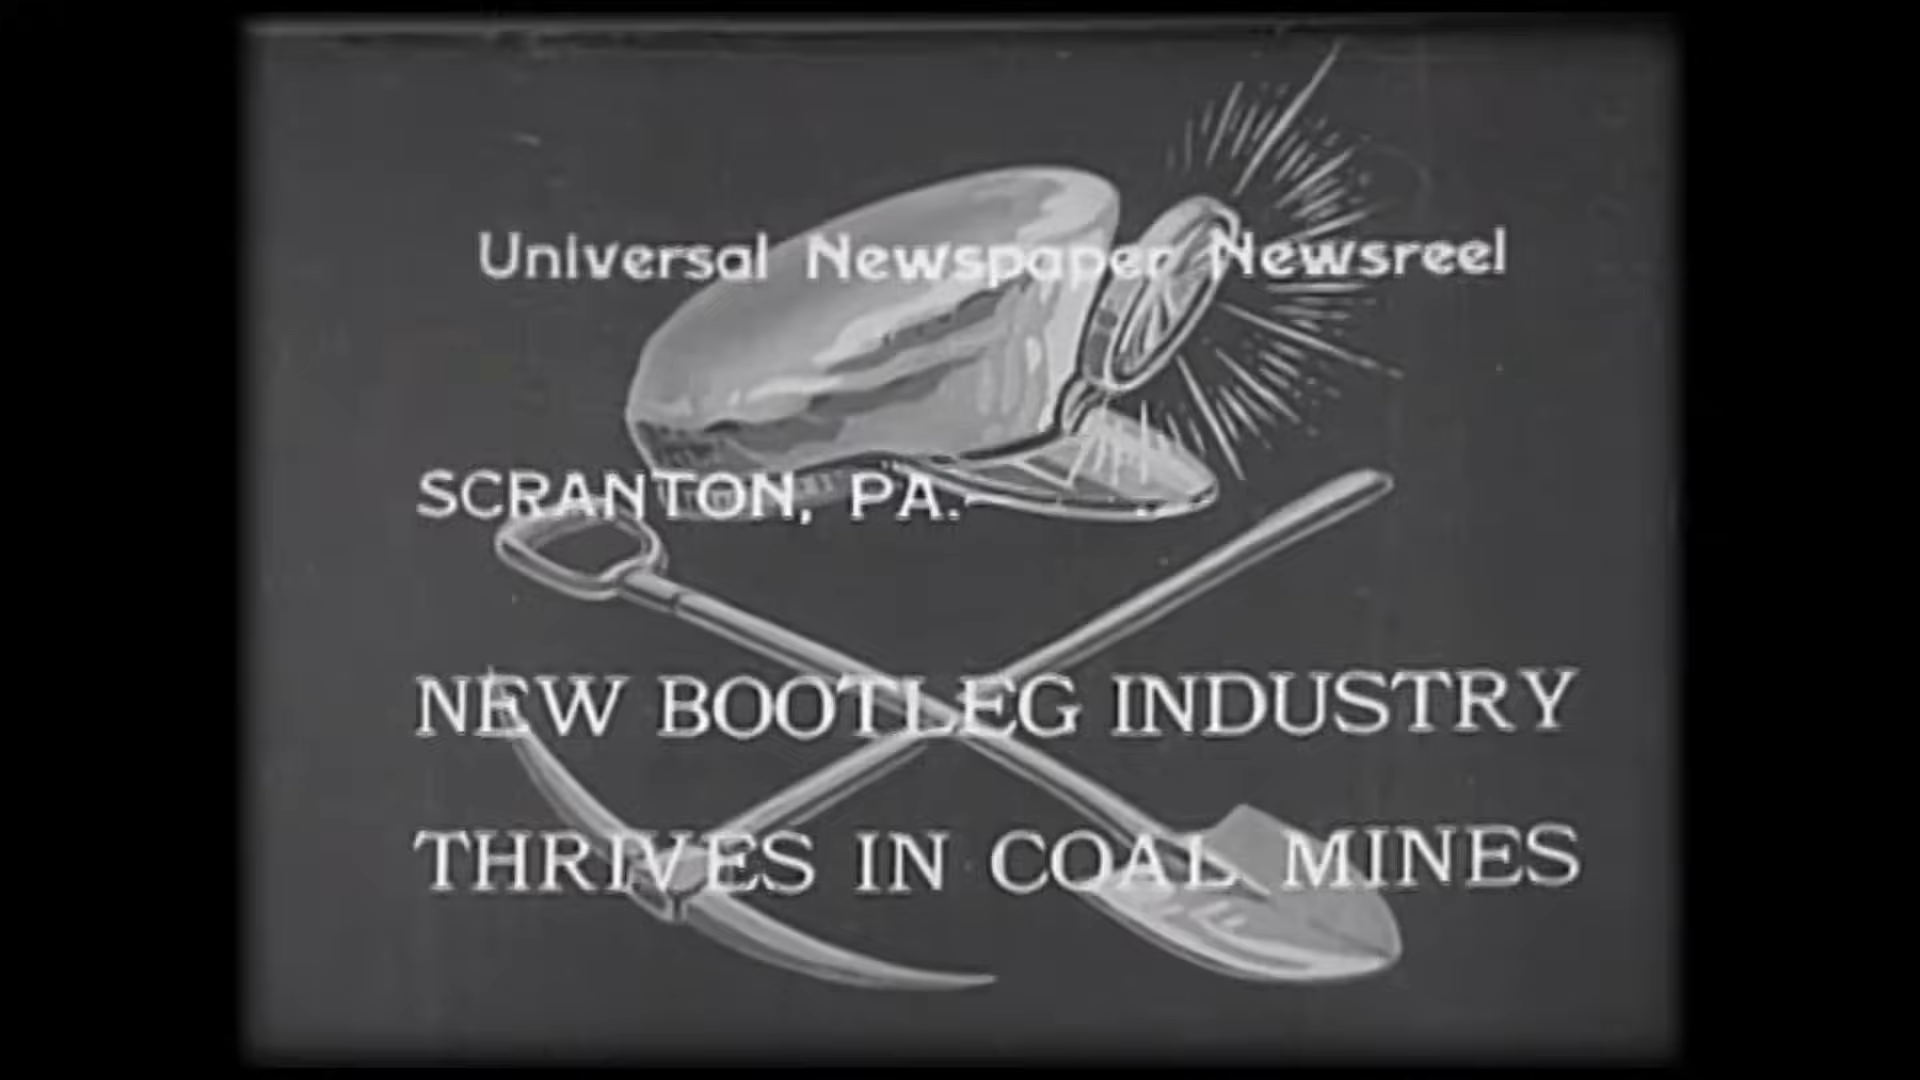 Universal Newspaper Newsreel
SCRANTON, PA.—
NEW BOOTLEG INDUSTRY
THRIVES IN COAL MINES